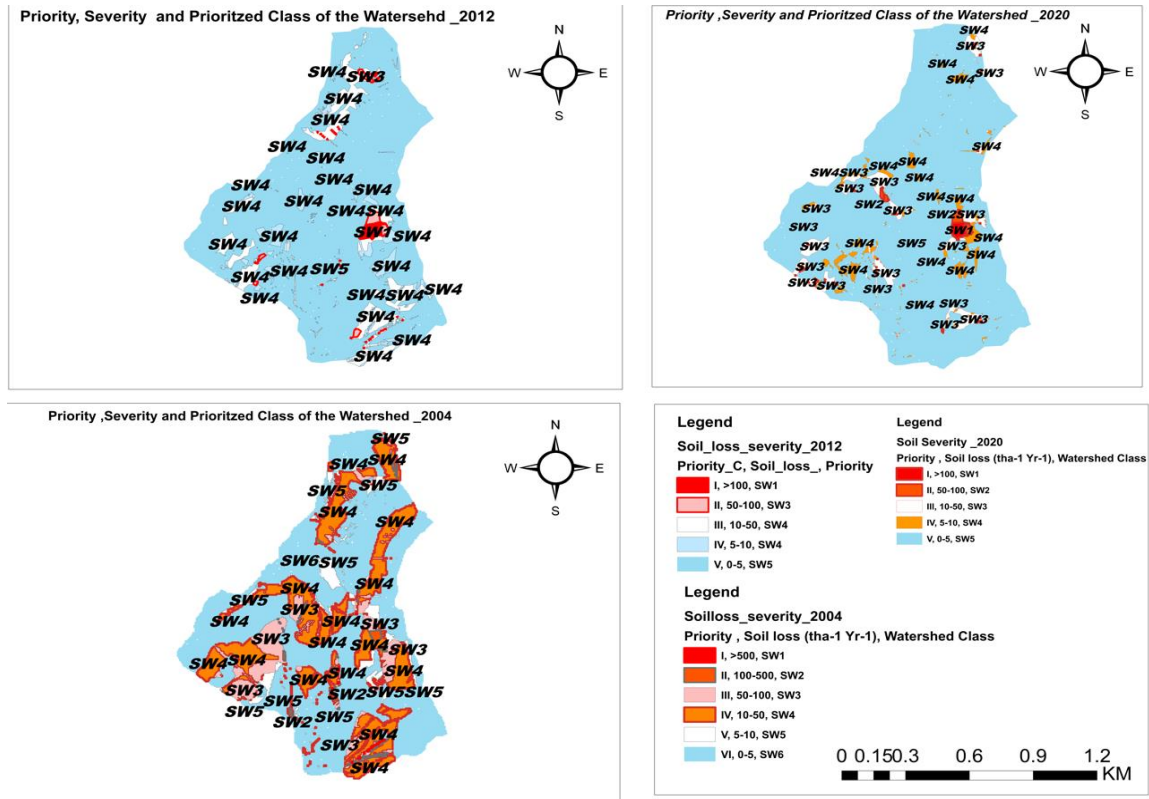 Priority, Severity and Prioritzed Class of the Watersehd _2012
N
W E
S
SW4 SW3
SW4
SW4
SW4
SW4
SW4 SW4
SW4
SW4 SW4
SW4SW4
SW1 SW4
SW4 SW4
SW4 SW4 SW5 SW4
SW4 SW4SW4 SW4
SW4
SW4
SW4
Priority ,Severity and Prioritzed Class of the Watershed _2020
N
W E
S
SW4
SW3
SW4
SW4 SW3
SW4
SW4SW3 SW4 SW4
SW3 SW3 SW4
SW2 SW4 SW4
SW3 SW3 SW2SW3
SW3 SW1
SW3 SW4 SW5 SW3 SW4
SW3 SW4 SW3 SW4 SW4
SW3 SW3 SW3
SW4 SW3
SW3 SW3
Priority ,Severity and Prioritzed Class of the Watershed _2004
N
W E
S
SW5
SW4 SW4
SW5 SW5
SW4 SW4
SW6 SW5
SW4 SW4
SW5 SW3
SW4 SW4 SW3
SW3 SW4 SW4 SW3
SW4 SW4 SW4 SW4
SW3 SW5 SW2 SW5SW5
SW5 SW2 SW5
SW3 SW4
SW4
Legend
Soil_loss_severity_2012
Priority_C, Soil_loss_, Priority
I, >100, SW1
II, 50-100, SW3
III, 10-50, SW4
IV, 5-10, SW4
V, 0-5, SW5
Legend
Soil Severity _2020
Priority , Soil loss (tha-1 Yr-1), Watershed Class
I, >100, SW1
II, 50-100, SW2
III, 10-50, SW3
IV, 5-10, SW4
V, 0-5, SW5
Legend
Soilloss_severity_2004
Priority , Soil loss (tha-1 Yr-1), Watershed Class
I, >500, SW1
II, 100-500, SW2
III, 50-100, SW3
IV, 10-50, SW4
V, 5-10, SW5
VI, 0-5, SW6
0 0.15 0.3 0.6 0.9 1.2
KM